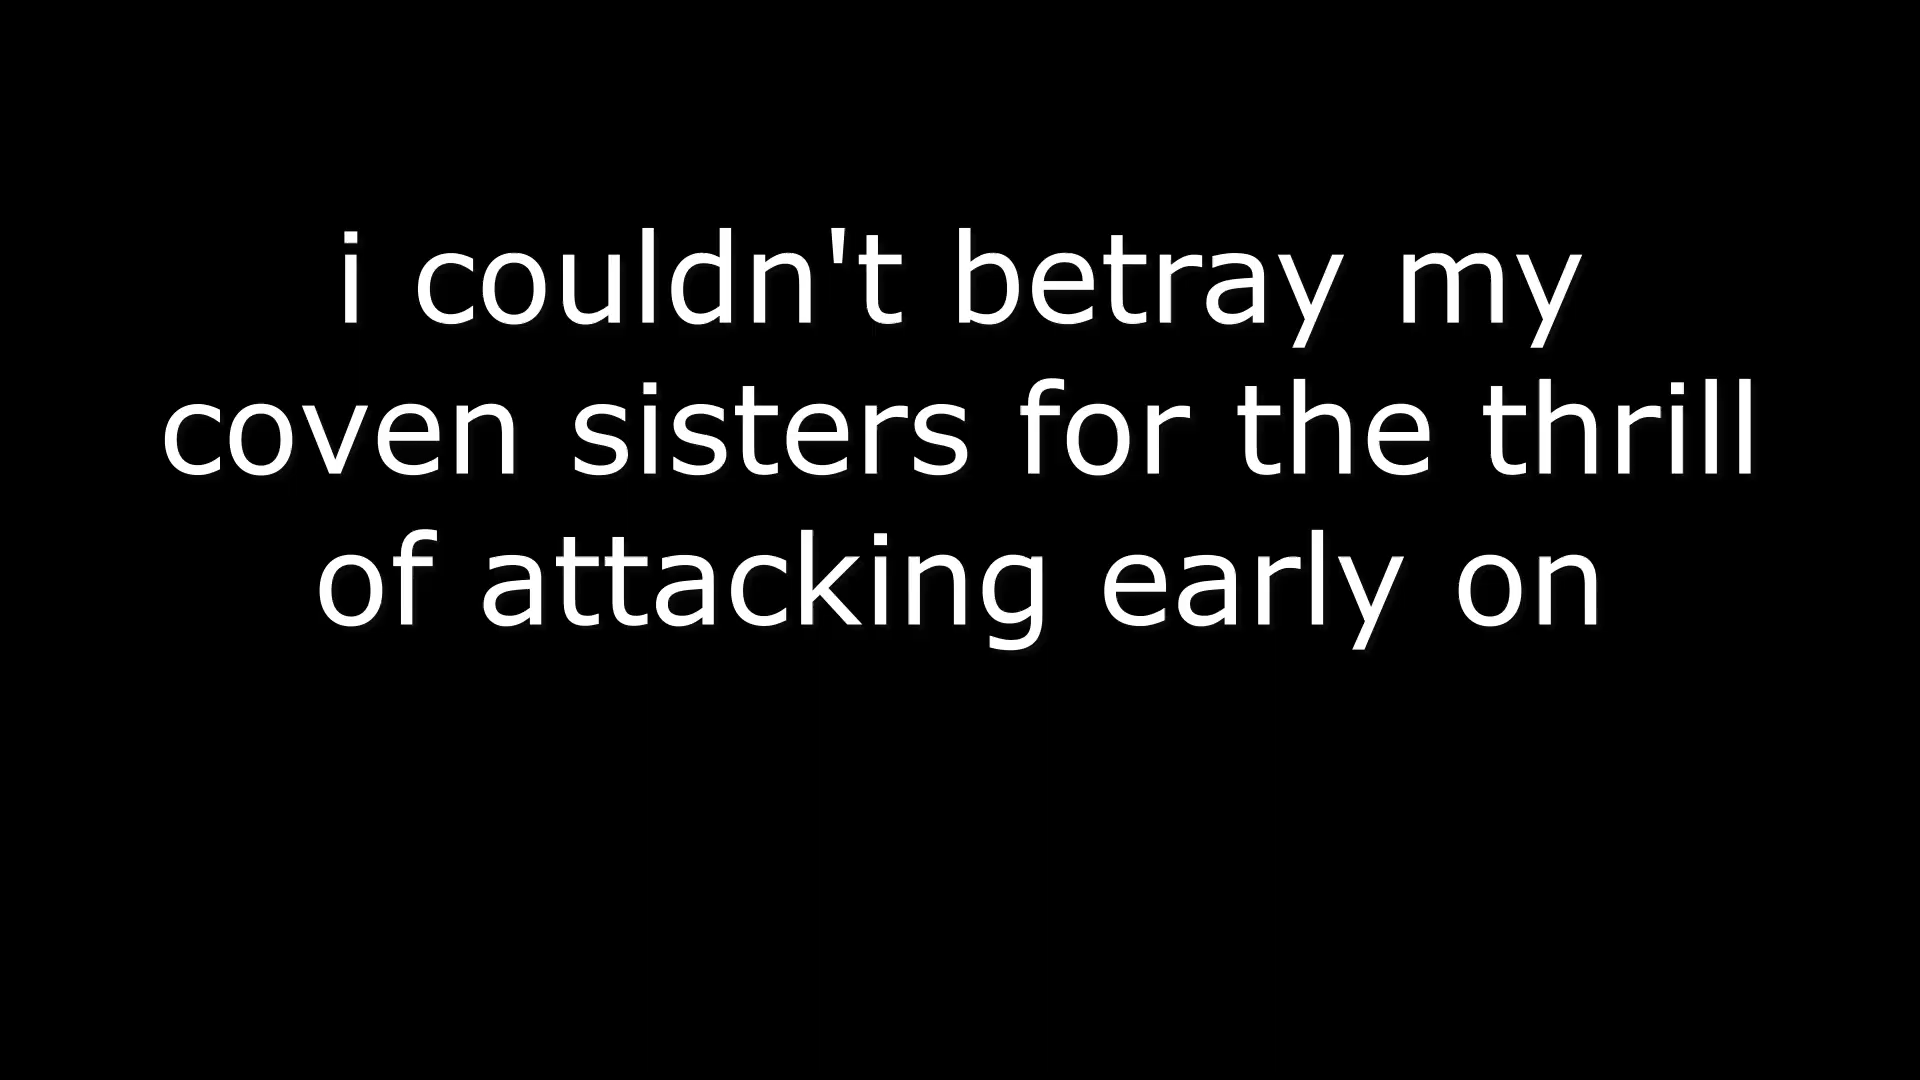 i couldn't betray my
coven sisters for the thrill
of attacking early on